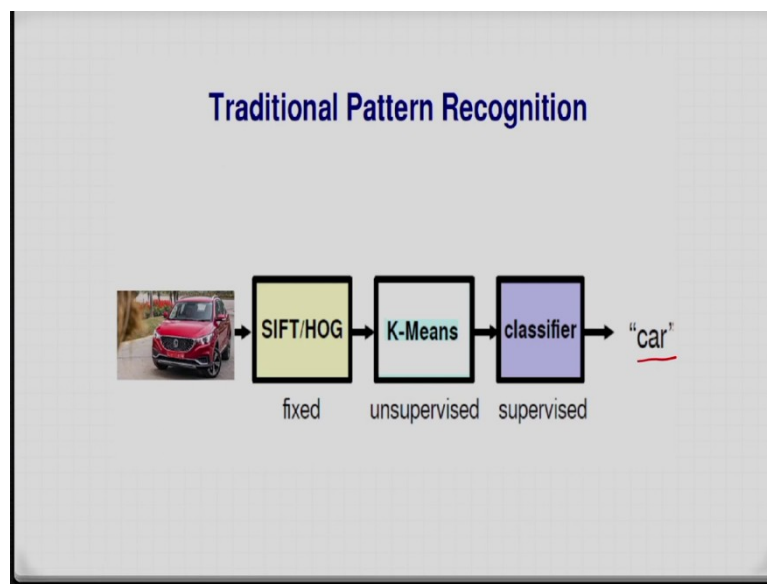 Traditional Pattern Recognition
SIFT/HOG
K-Means
classifier
“car”
fixed
unsupervised
supervised